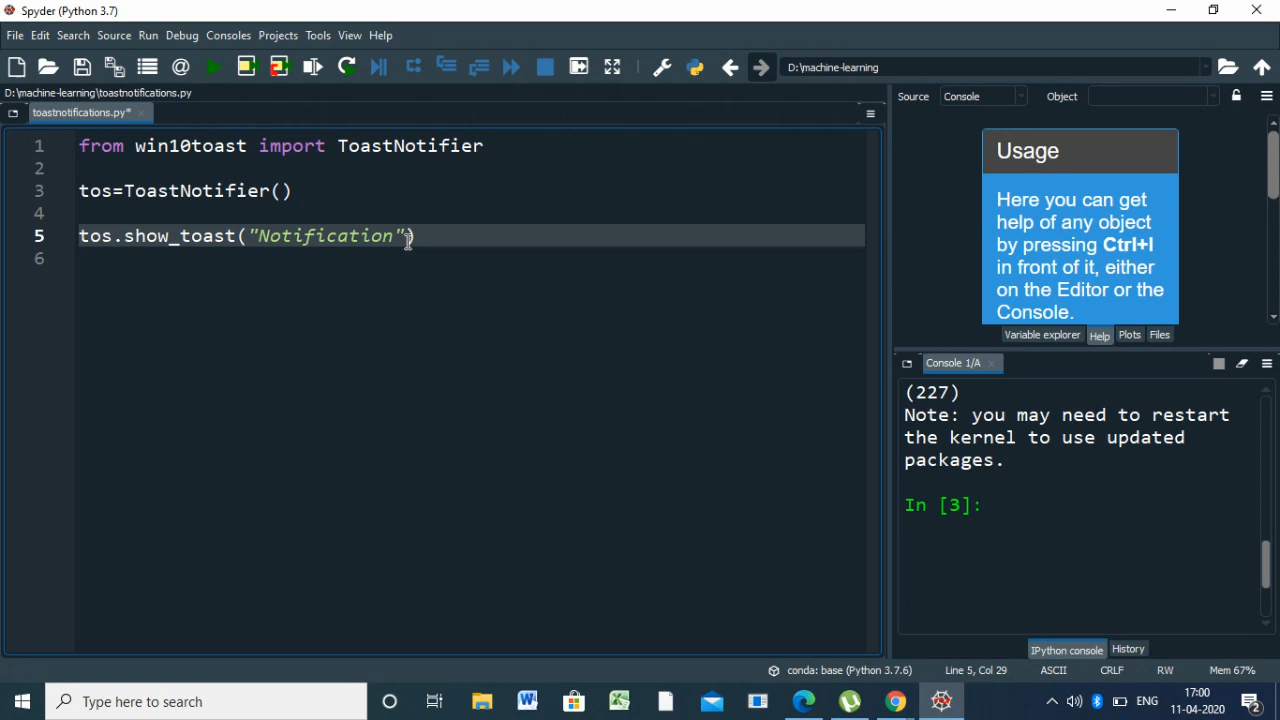 Spyder (Python 3.7)
File Edit Search Source Run Debug Consoles Projects Tools View Help
D:\machine-learning
D:\machine-learning\toastnotifications.py
toastnotifications.py*
1 from win10toast import ToastNotifier
2
3 tos=ToastNotifier()
4
5 tos.show_toast("Notification")
6
Source Console Object
Usage
Here you can get
help of any object
by pressing Ctrl+I
in front of it, either
on the Editor or the
Console.
Variable explorer Help Plots Files
Console 1/A
(227)
Note: you may need to restart
the kernel to use updated
packages.
In [3]:
IPython console History
conda: base (Python 3.7.6) Line 5, Col 29 ASCII CRLF RW Mem 67%
Type here to search
ENG
17:00
11-04-2020
2